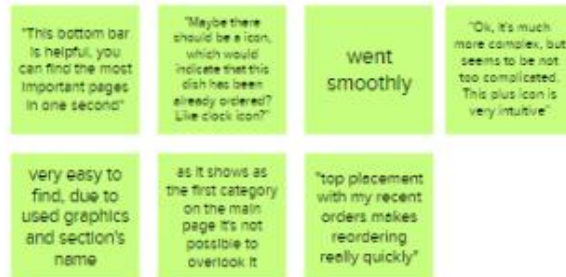 "This bottom bar
is helpful, you
can find the most
important pages
in one second"
"Maybe there
should be a icon,
which would
indicate that this
dish has been
already ordered?
Like clock icon?"
went
smoothly
"Ok, it's much
more complex, but
seems to be not
too complicated.
This plus icon is
very intuitive"
very easy to
find, due to
used graphics
and section's
name
as it shows as
the first category
on the main
page it's not
possible to
overlook it
"top placement
with my recent
orders makes
reordering
really quickly"